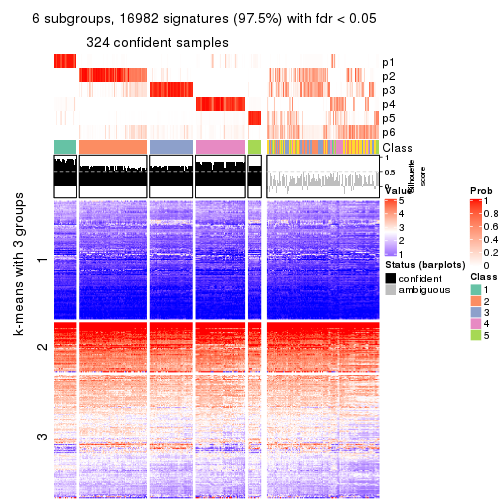 6 subgroups, 16982 signatures (97.5%) with fdr < 0.05
324 confident samples
p1
p2
p3
p4
p5
p6
Class
1
0.5
0
Silhouette
score
k-means with 3 groups
1
2
3
Value
5
4
3
2
1
Status (barplots)
confident
ambiguous
Prob
1
0.8
0.6
0.4
0.2
0
Class
1
2
3
4
5